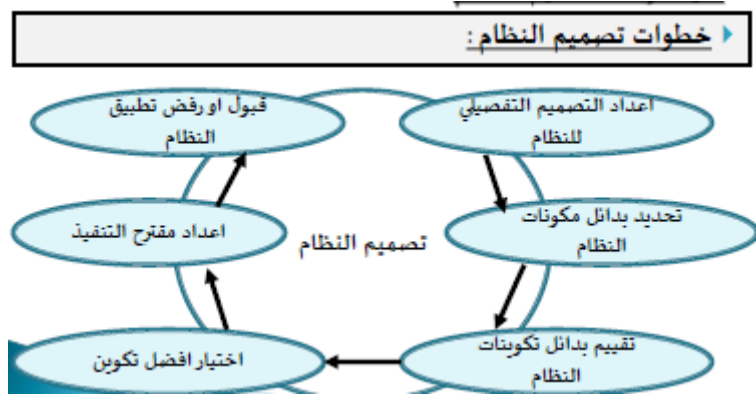 خطوات تصميم النظام:
اعداد التصميم التفصيلي
للنظام
تحديد بدائل مكونات
النظام
تقييم بدائل تكوينات
النظام
اختيار افضل تكوين
اعداد مقترح التنفيذ
قبول او رفض تطبيق
النظام
تصميم النظام